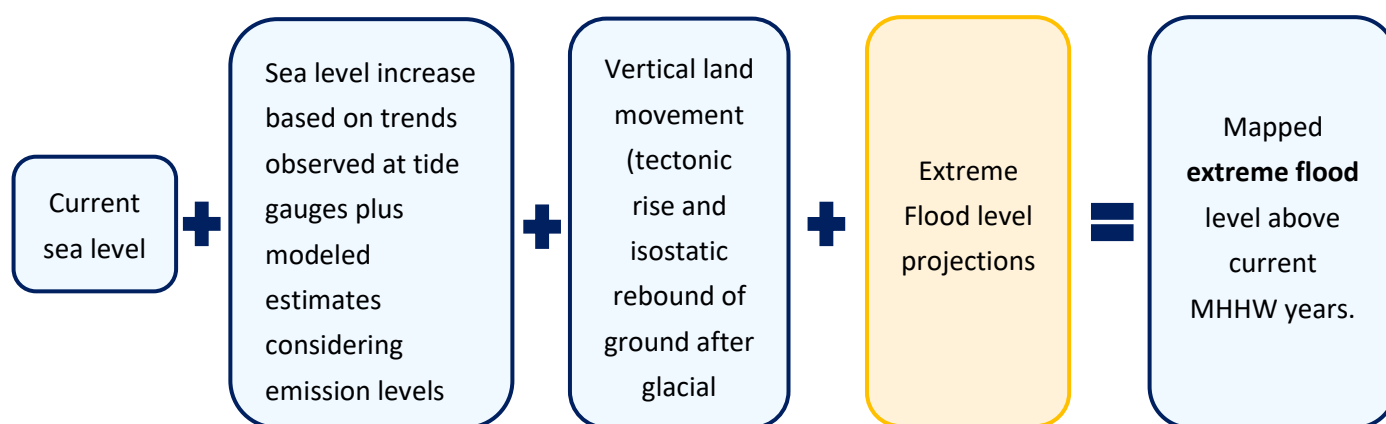 Current
sea level
Sea level increase
based on trends
observed at tide
gauges plus
modeled
estimates
considering
emission levels
Vertical land
movement
(tectonic
rise and
isostatic
rebound of
ground after
glacial
Extreme
Flood level
projections
Mapped
extreme flood
level above
current
MHHW years.